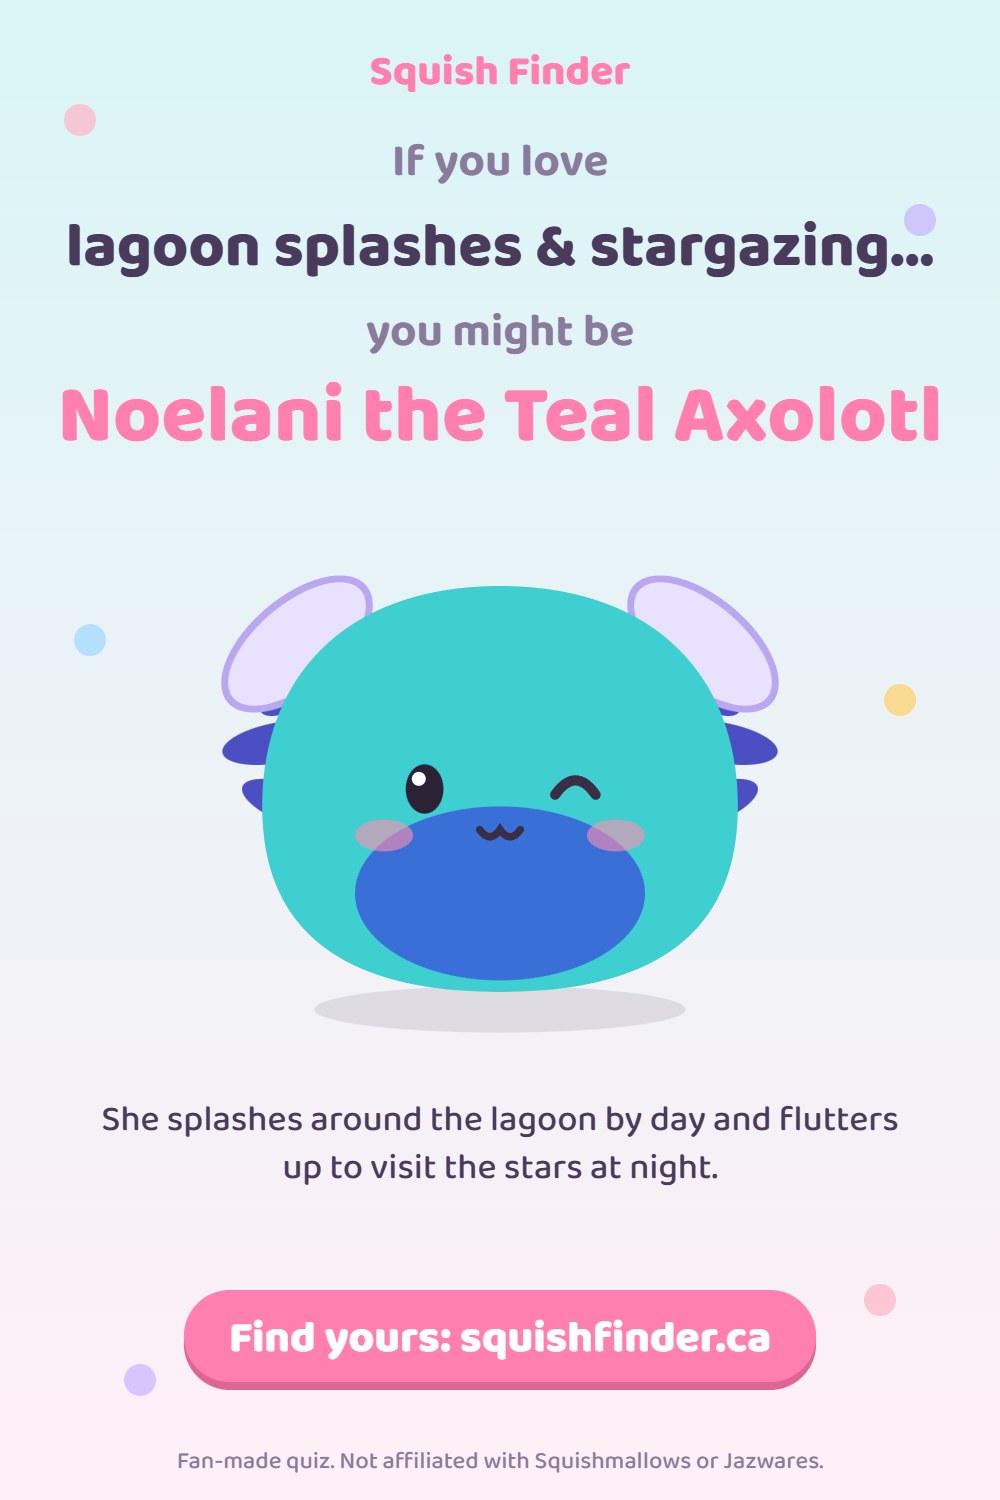 Squish Finder
If you love
lagoon splashes & stargazing...
you might be
Noelani the Teal Axolotl
She splashes around the lagoon by day and flutters
up to visit the stars at night.
Find yours: squishfinder.ca
Fan-made quiz. Not affiliated with Squishmallows or Jazwares.